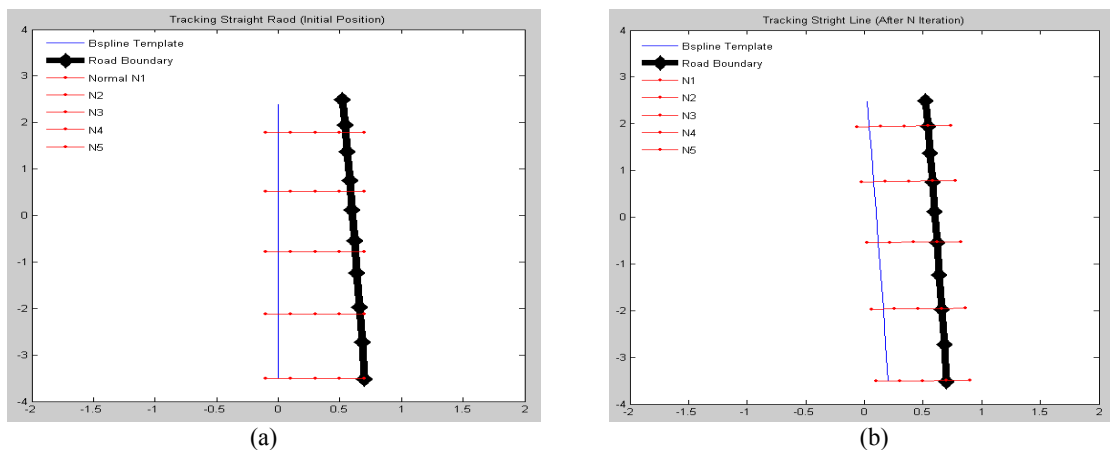 Tracking Straight Raod (Initial Position)
4
3
2
1
0
-1
-2
-3
-4
-2
-1.5
-1
-0.5
0
0.5
1
1.5
2
Bspline Template
Road Boundary
Normal N1
N2
N3
N4
N5
(a)
Tracking Stright Line (After N Iteration)
4
3
2
1
0
-1
-2
-3
-4
-2
-1.5
-1
-0.5
0
0.5
1
1.5
2
Bspline Template
Road Boundary
N1
N2
N3
N4
N5
(b)